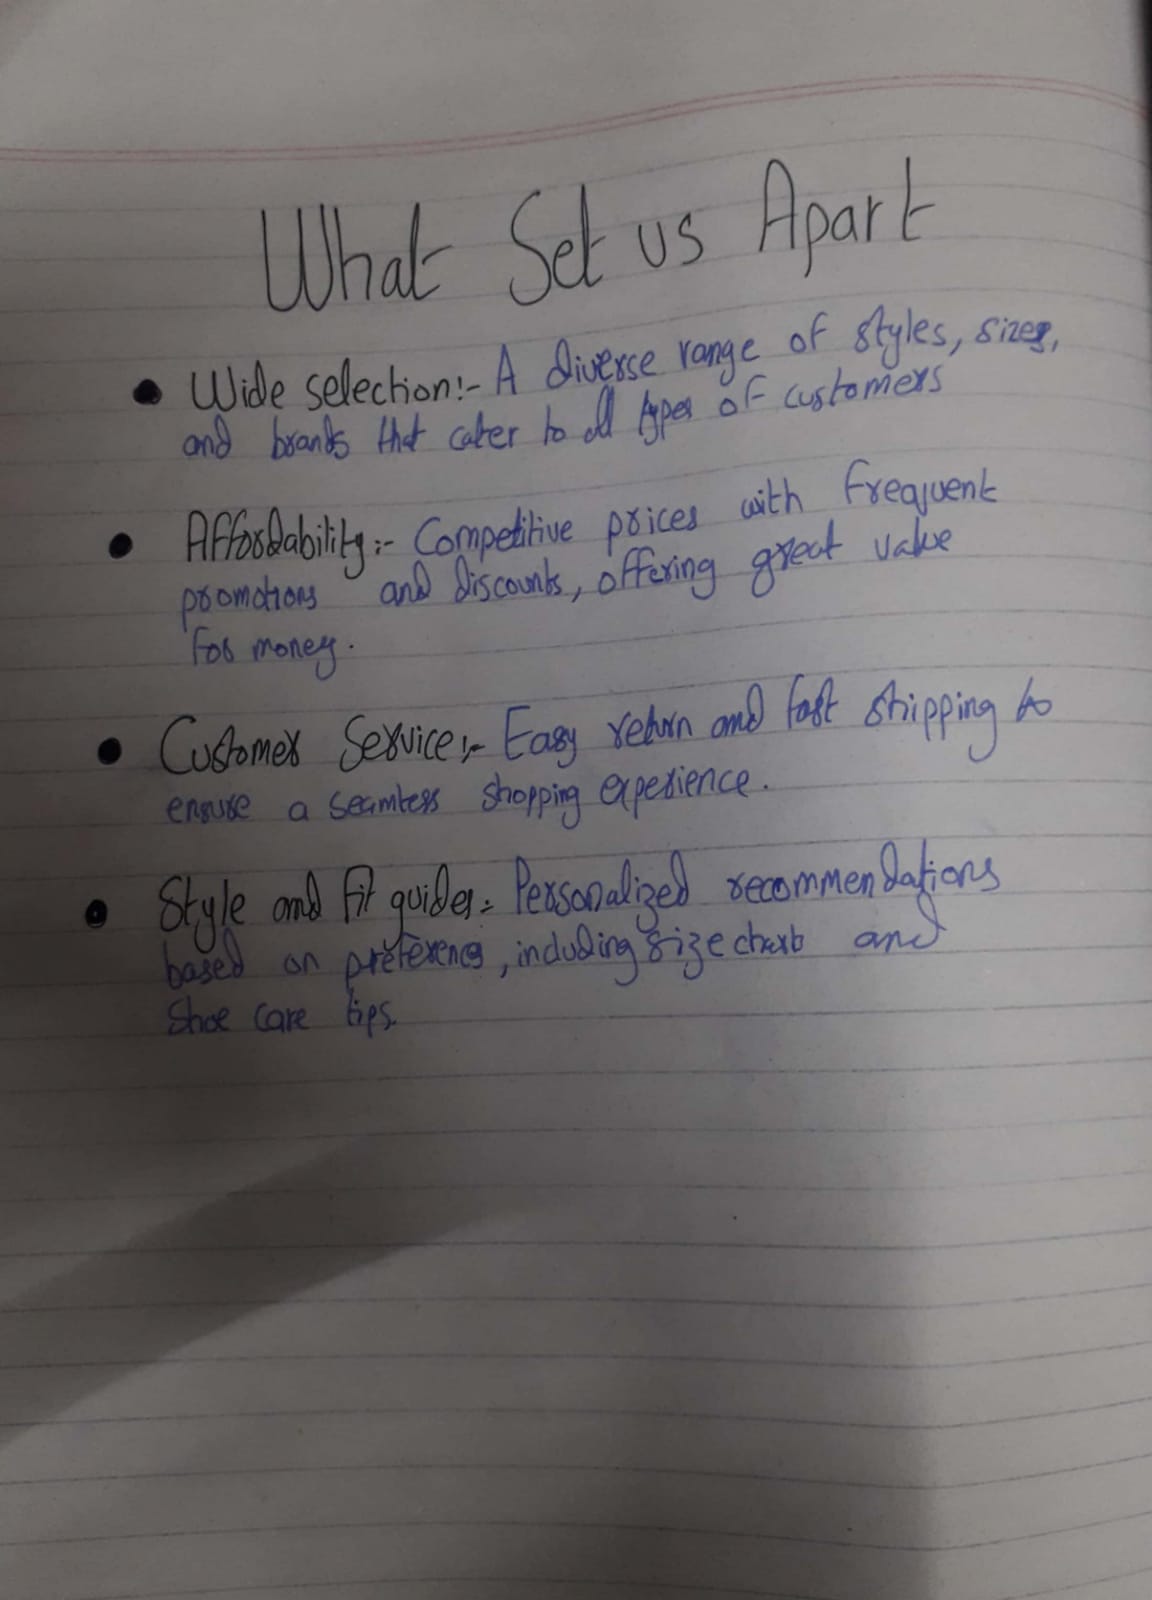 What Set us Apart
• Wide selection:- A diverse range of styles, sizes,
and brands that cater to all types of customers
• Affordability:- Competitive prices with frequent
promotions and discounts, offering great value
for money.
• Customer Service:- Easy return and fast shipping to
ensure a seamless shopping experience.
• Style and fit guides:- Personalized recommendations
based on preferences, including size charts and
Shoe care tips.